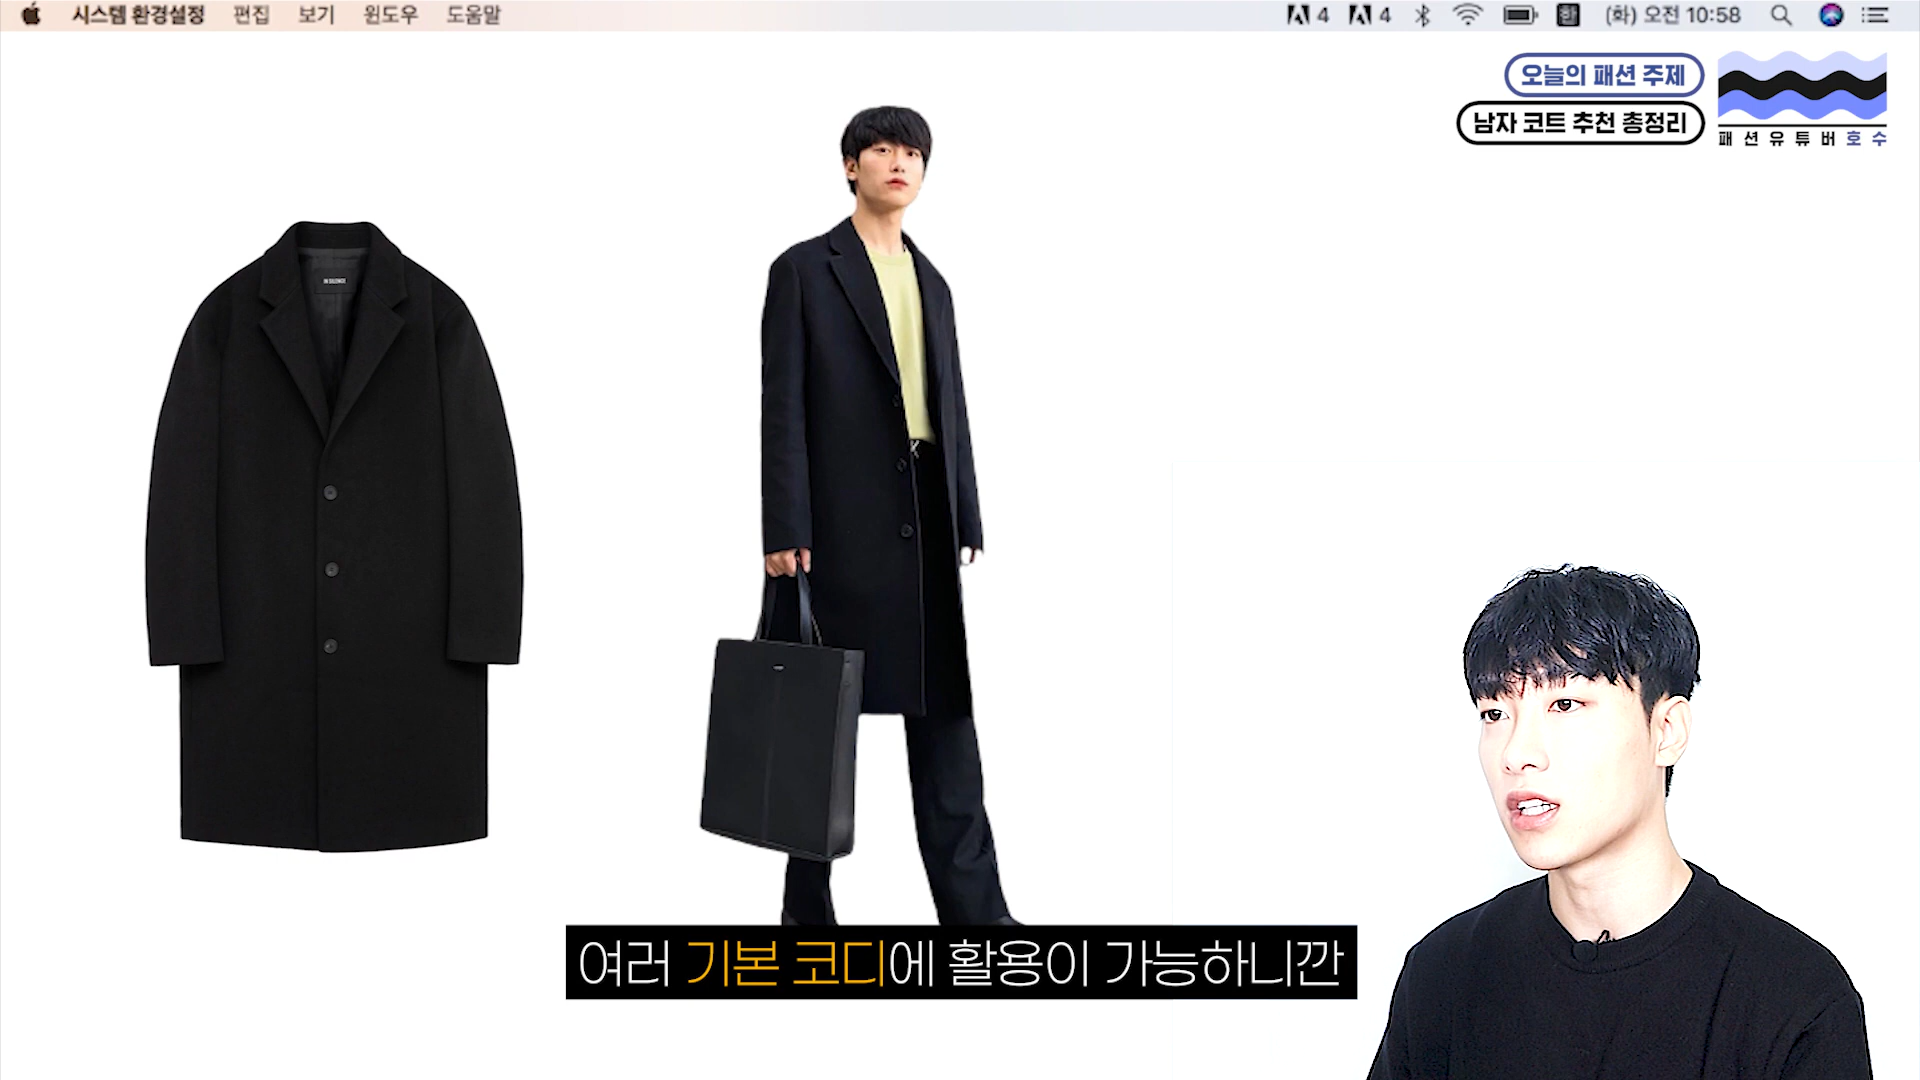 시스템 환경설정 편집 보기 윈도우 도움말 4 4 한 (화) 오전 10:58
오늘의 패션 주제
남자 코트 추천 총정리
패션유튜버호수
IN SILENCE
여러 기본 코디에 활용이 가능하니깐